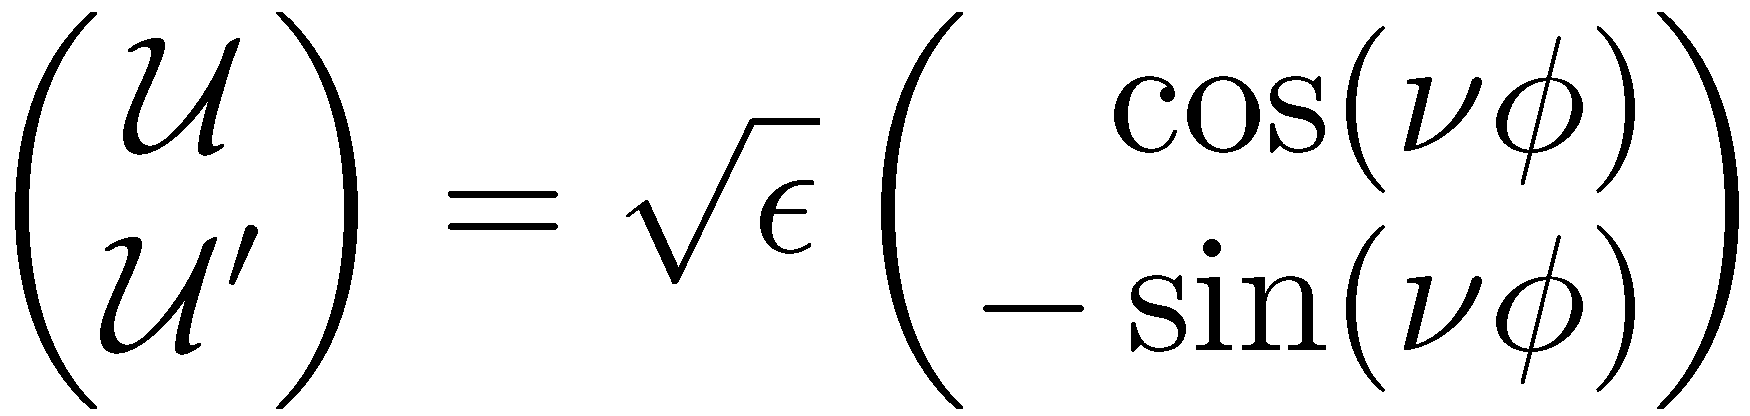 (𝒰 𝒰′) = √ϵ (cos(νϕ) − sin(νϕ))